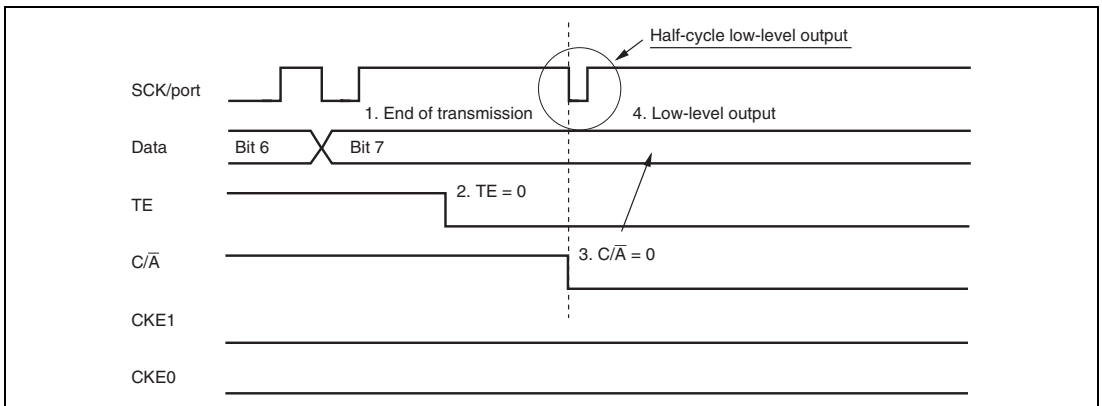 Half-cycle low-level output
SCK/port
1. End of transmission
4. Low-level output
Data
Bit 6
Bit 7
TE
2. TE = 0
C/A̅
3. C/A̅ = 0
CKE1
CKE0